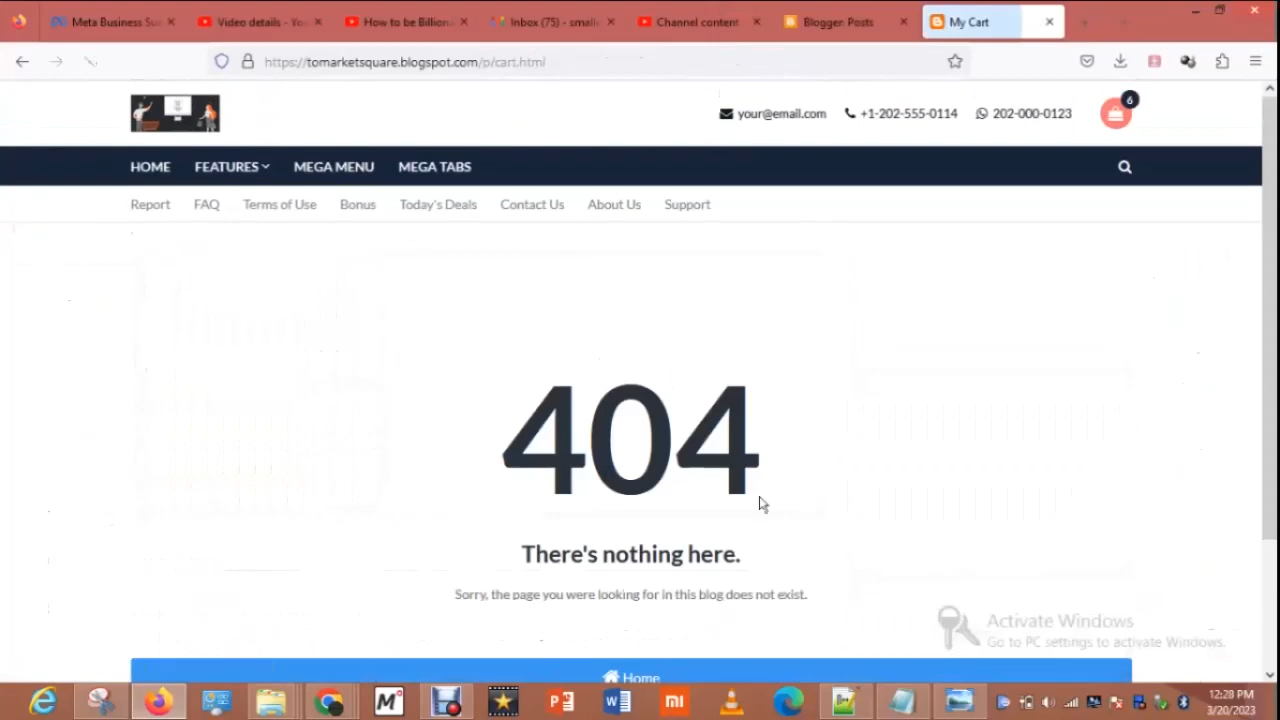 Meta Business Sui
Video details - You
How to be Billiona
Inbox (75) - smalle
Channel content
Blogger: Posts
My Cart
https://tomarketsquare.blogspot.com/p/cart.html
your@email.com
+1-202-555-0114
202-000-0123
6
HOME
FEATURES
MEGA MENU
MEGA TABS
Report
FAQ
Terms of Use
Bonus
Today's Deals
Contact Us
About Us
Support
404
There's nothing here.
Sorry, the page you were looking for in this blog does not exist.
Activate Windows
Go to PC settings to activate Windows.
Home
12:28 PM
3/20/2023